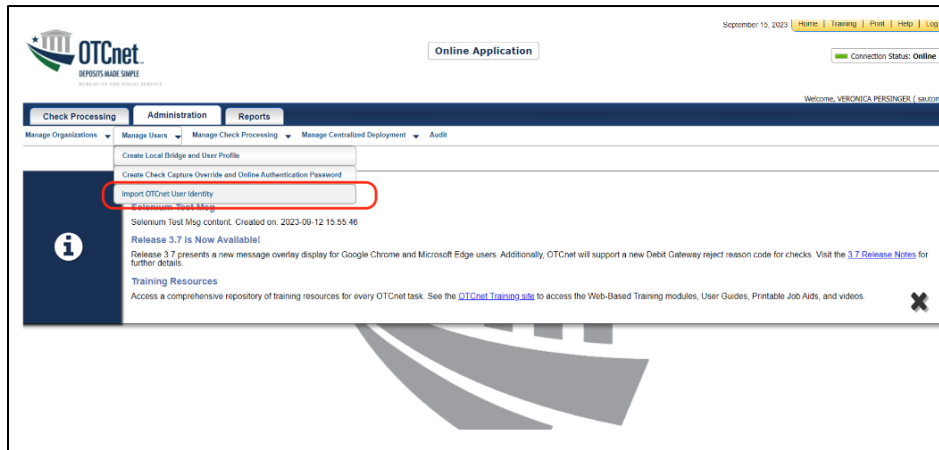 September 15, 2023 Home | Training | Print | Help | Log
OTCnet
DEPOSITS MADE SIMPLE
BUREAU OF THE FISCAL SERVICE
Online Application
Connection Status: Online
Welcome, VERONICA PERSINGER ( sautom
Check Processing Administration Reports
Manage Organizations Manage Users Manage Check Processing Manage Centralized Deployment Audit
Create Local Bridge and User Profile
Create Check Capture Override and Online Authentication Password
Import OTCnet User Identity
Selenium Test Msg
Selenium Test Msg content. Created on: 2023-09-12 15:55:46
Release 3.7 is Now Available!
Release 3.7 presents a new message overlay display for Google Chrome and Microsoft Edge users. Additionally, OTCnet will support a new Debit Gateway reject reason code for checks. Visit the 3.7 Release Notes for
further details.
Training Resources
Access a comprehensive repository of training resources for every OTCnet task. See the OTCnet Training site to access the Web-Based Training modules, User Guides, Printable Job Aids, and videos.